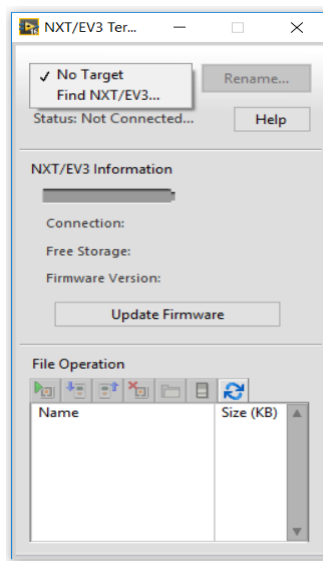 NXT/EV3 Ter...
✓ No Target
Rename...
Find NXT/EV3...
Status: Not Connected...
Help
NXT/EV3 Information
Connection:
Free Storage:
Firmware Version:
Update Firmware
File Operation
Name
Size (KB)